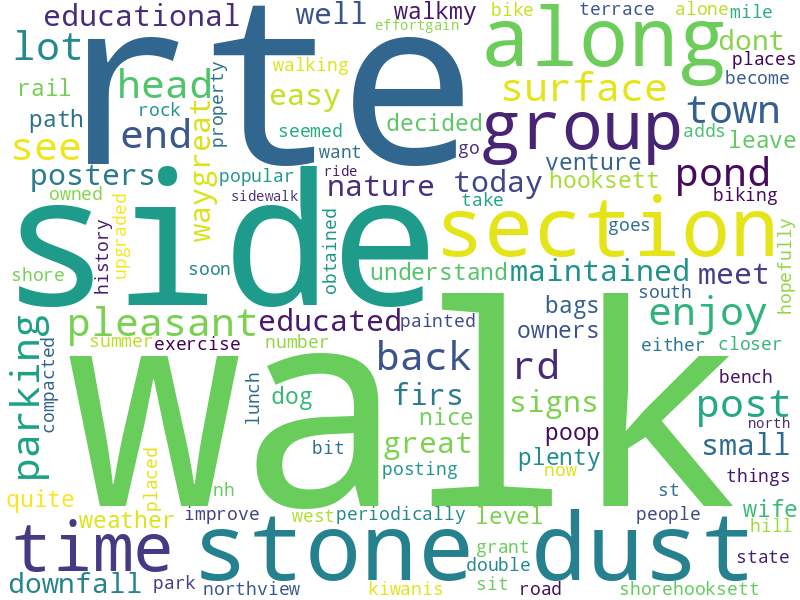 educational well walkmy bike terrace alone mile
effortgain
lot rte along dont
rail head walking surface places
become
path rock property easy decided group town adds
see end waygreat seemed want go leave
posters popular ride nature today venture pond
side sidewalk take hooksett biking
owned history upgraded soon obtained section goes
shore understand maintained meet hopefully
south
parking pleasant educated painted bags enjoy
owners
compacted summer exercise number back rd either closer
walk lunch dog firs signs bench
nice post north
bit great poop small
posting plenty things
quite placed nh now st wife
weather improve west periodically level people hill
time stone dust grant state
double
downfall park northview kiwanis sit road shorehooksett